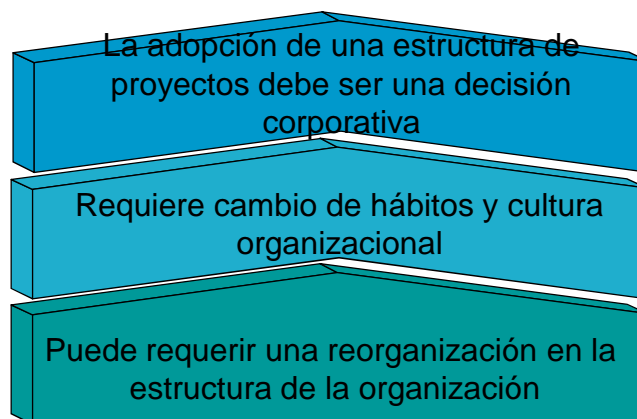 La adopción de una estructura de
proyectos debe ser una decisión
corporativa
Requiere cambio de hábitos y cultura
organizacional
Puede requerir una reorganización en la
estructura de la organización